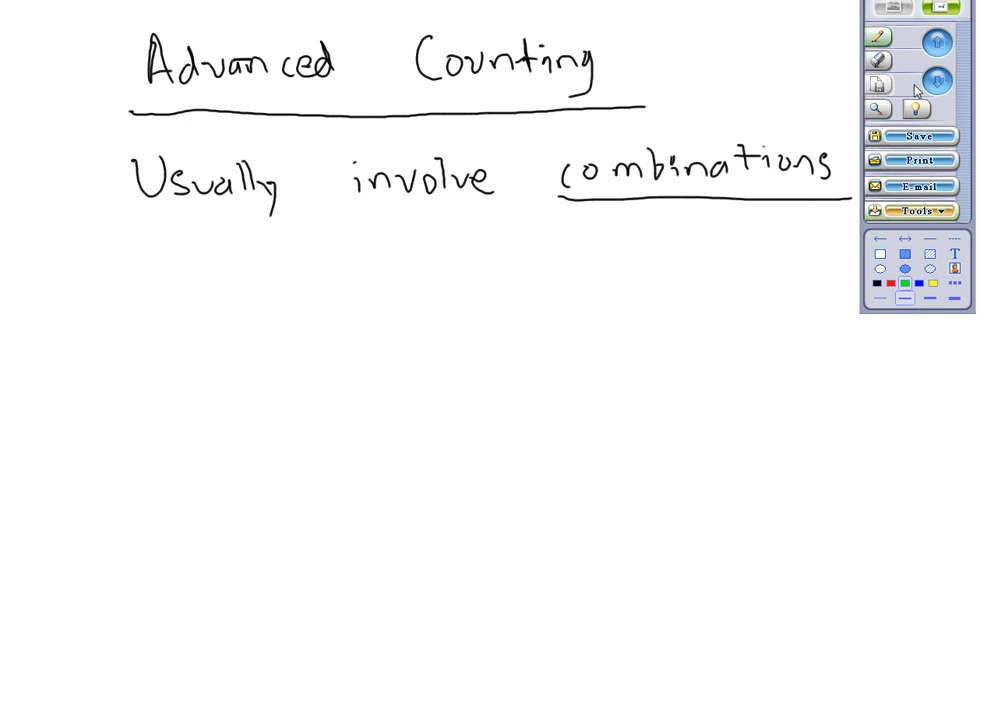 Advanced Counting
Usually involve combinations
Save
Print
E-mail
Tools
T